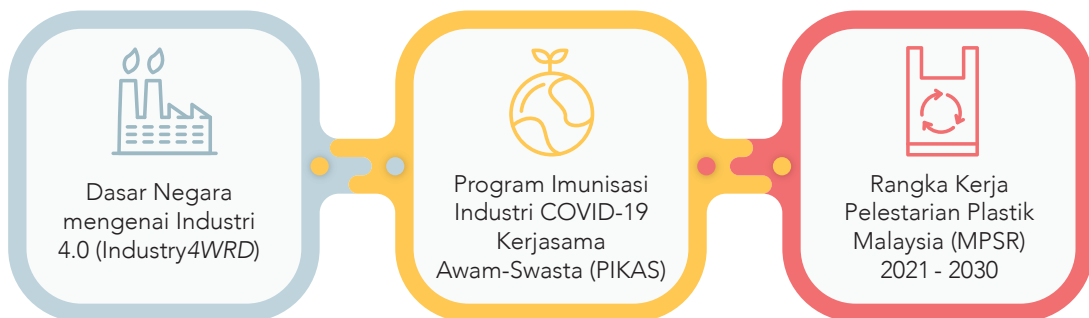 Dasar Negara
mengenai Industri
4.0 (Industry4WRD)
Program Imunisasi
Industri COVID-19
Kerjasama
Awam-Swasta (PIKAS)
Rangka Kerja
Pelestarian Plastik
Malaysia (MPSR)
2021 - 2030